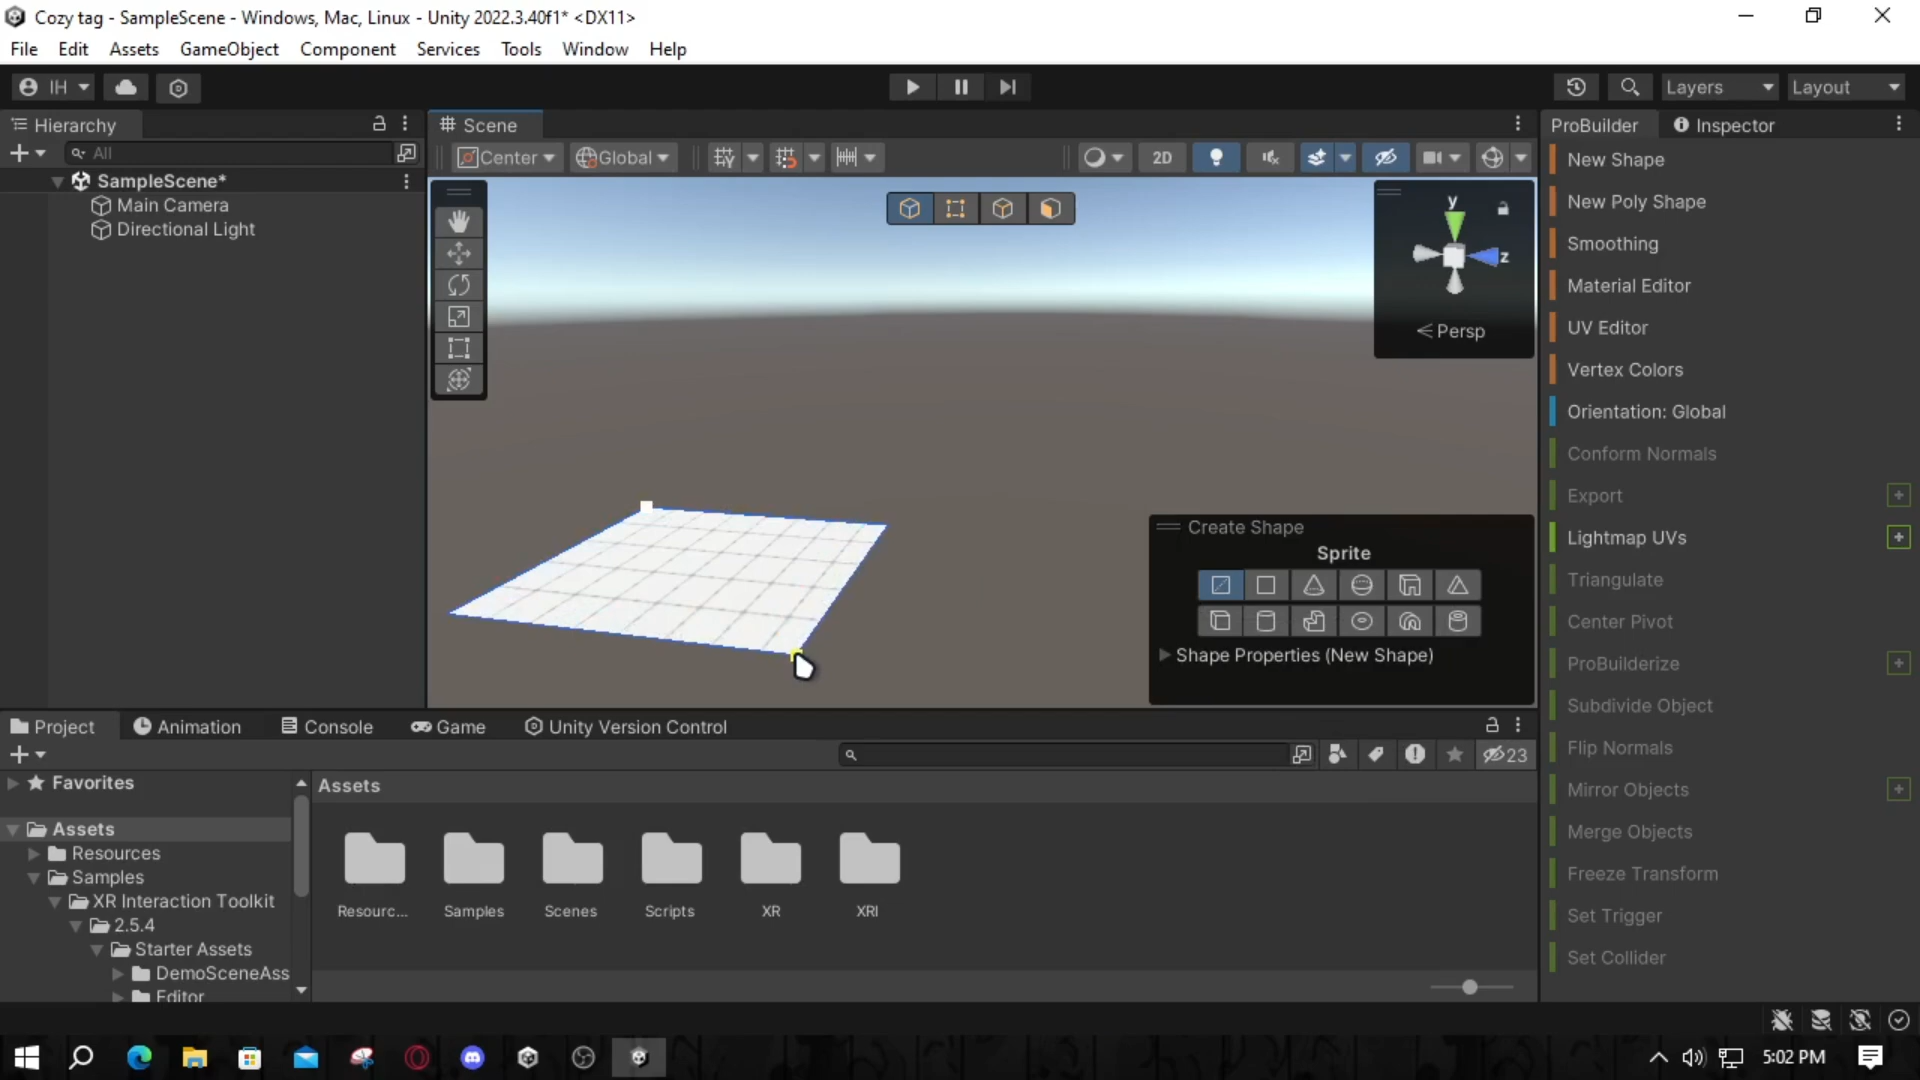 Cozy tag - SampleScene - Windows, Mac, Linux - Unity 2022.3.40f1* <DX11>
File Edit Assets GameObject Component Services Tools Window Help
IH
Layers
Layout
Hierarchy
All
SampleScene*
Main Camera
Directional Light
Scene
Center
Global
2D
y
z
Persp
Create Shape
Sprite
Shape Properties (New Shape)
ProBuilder
Inspector
New Shape
New Poly Shape
Smoothing
Material Editor
UV Editor
Vertex Colors
Orientation: Global
Conform Normals
Export
Lightmap UVs
Triangulate
Center Pivot
ProBuilderize
Subdivide Object
Flip Normals
Mirror Objects
Merge Objects
Freeze Transform
Set Trigger
Set Collider
Project
Animation
Console
Game
Unity Version Control
23
Favorites
Assets
Resources
Samples
XR Interaction Toolkit
2.5.4
Starter Assets
DemoSceneAss
Editor
Assets
Resourc...
Samples
Scenes
Scripts
XR
XRI
5:02 PM